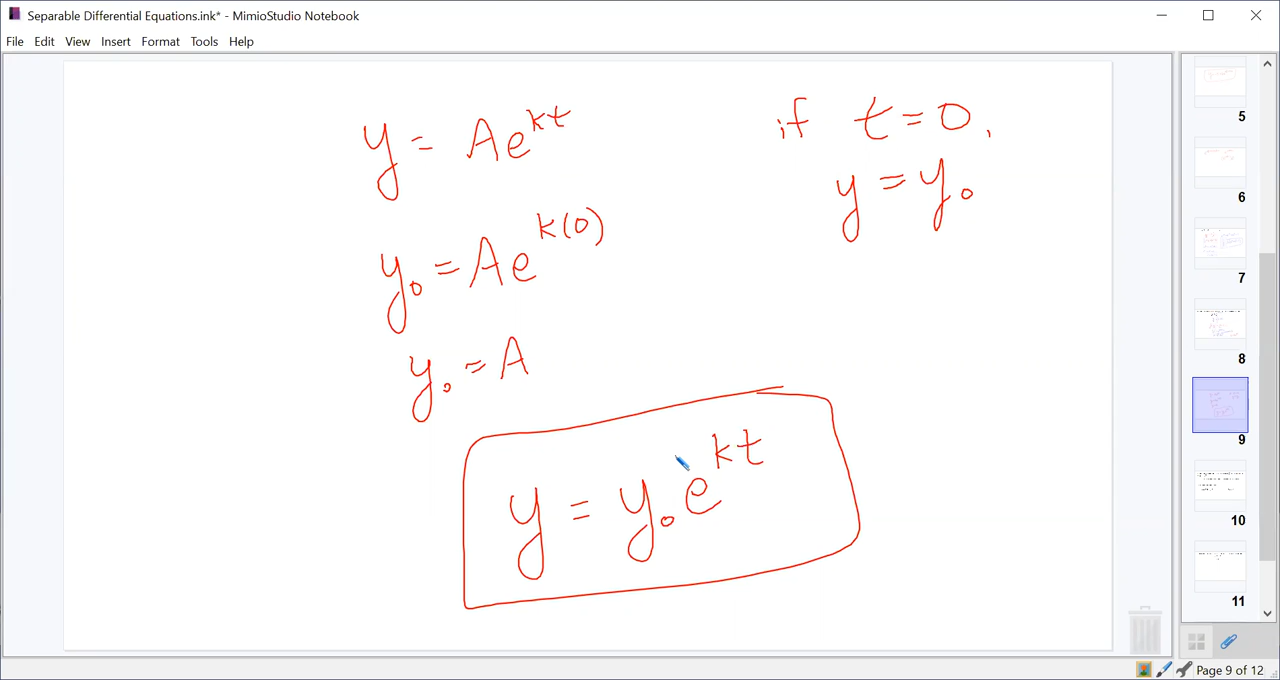 Separable Differential Equations.ink* - MimioStudio Notebook
File Edit View Insert Format Tools Help
y = Ae^{kt}
if t = 0,
y = y₀
y₀ = Ae^{k(0)}
y₀ = A
y = y₀e^{kt}
5
6
7
8
9
10
11
Page 9 of 12